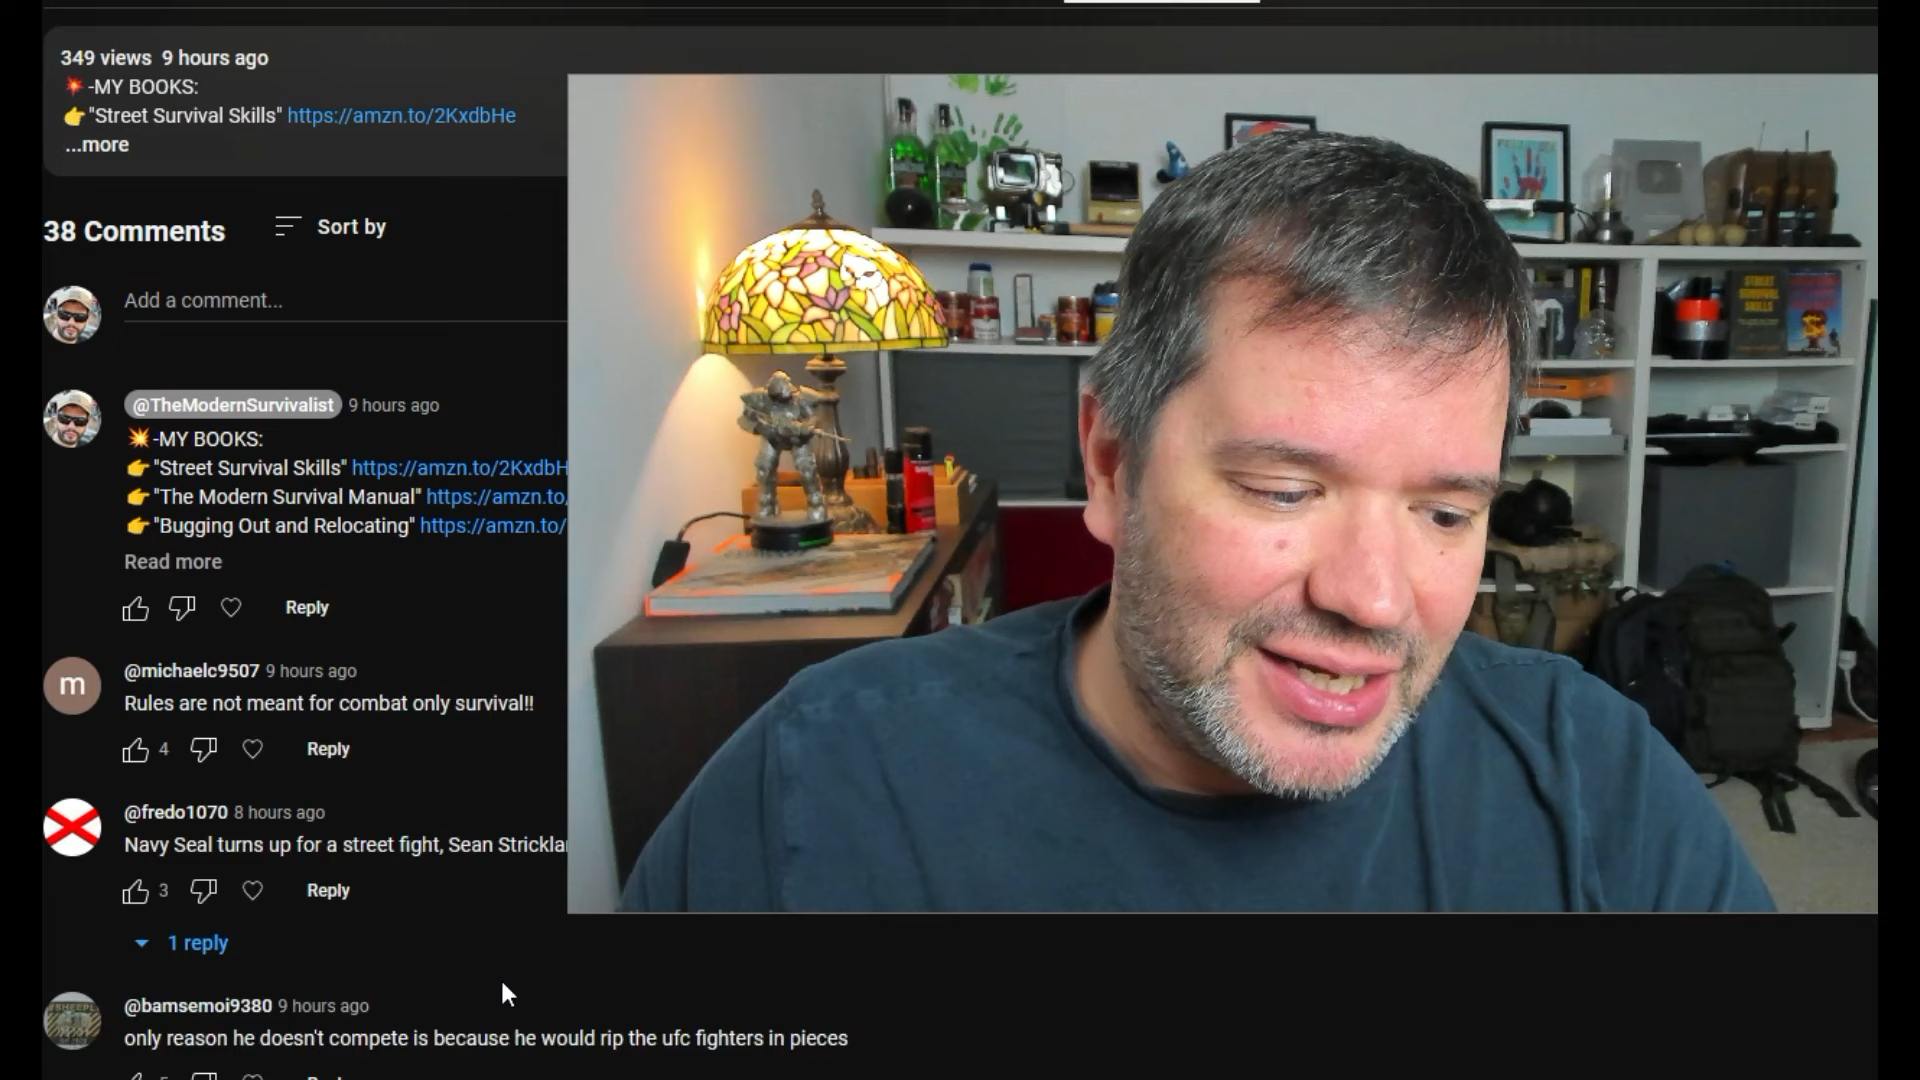 349 views 9 hours ago
💥 -MY BOOKS:
👉"Street Survival Skills" https://amzn.to/2KxdbHe
...more
38 Comments
Sort by
Add a comment...
@TheModernSurvivalist 9 hours ago
💥-MY BOOKS:
👉"Street Survival Skills" https://amzn.to/2KxdbH
👉"The Modern Survival Manual" https://amzn.to/
👉"Bugging Out and Relocating" https://amzn.to/
Read more
Reply
m
@michaelc9507 9 hours ago
Rules are not meant for combat only survival!!
4
Reply
@fredo1070 8 hours ago
Navy Seal turns up for a street fight, Sean Stricklan
3
Reply
1 reply
@bamsemoi9380 9 hours ago
only reason he doesn't compete is because he would rip the ufc fighters in pieces
STREET
SURVIVAL
SKILLS